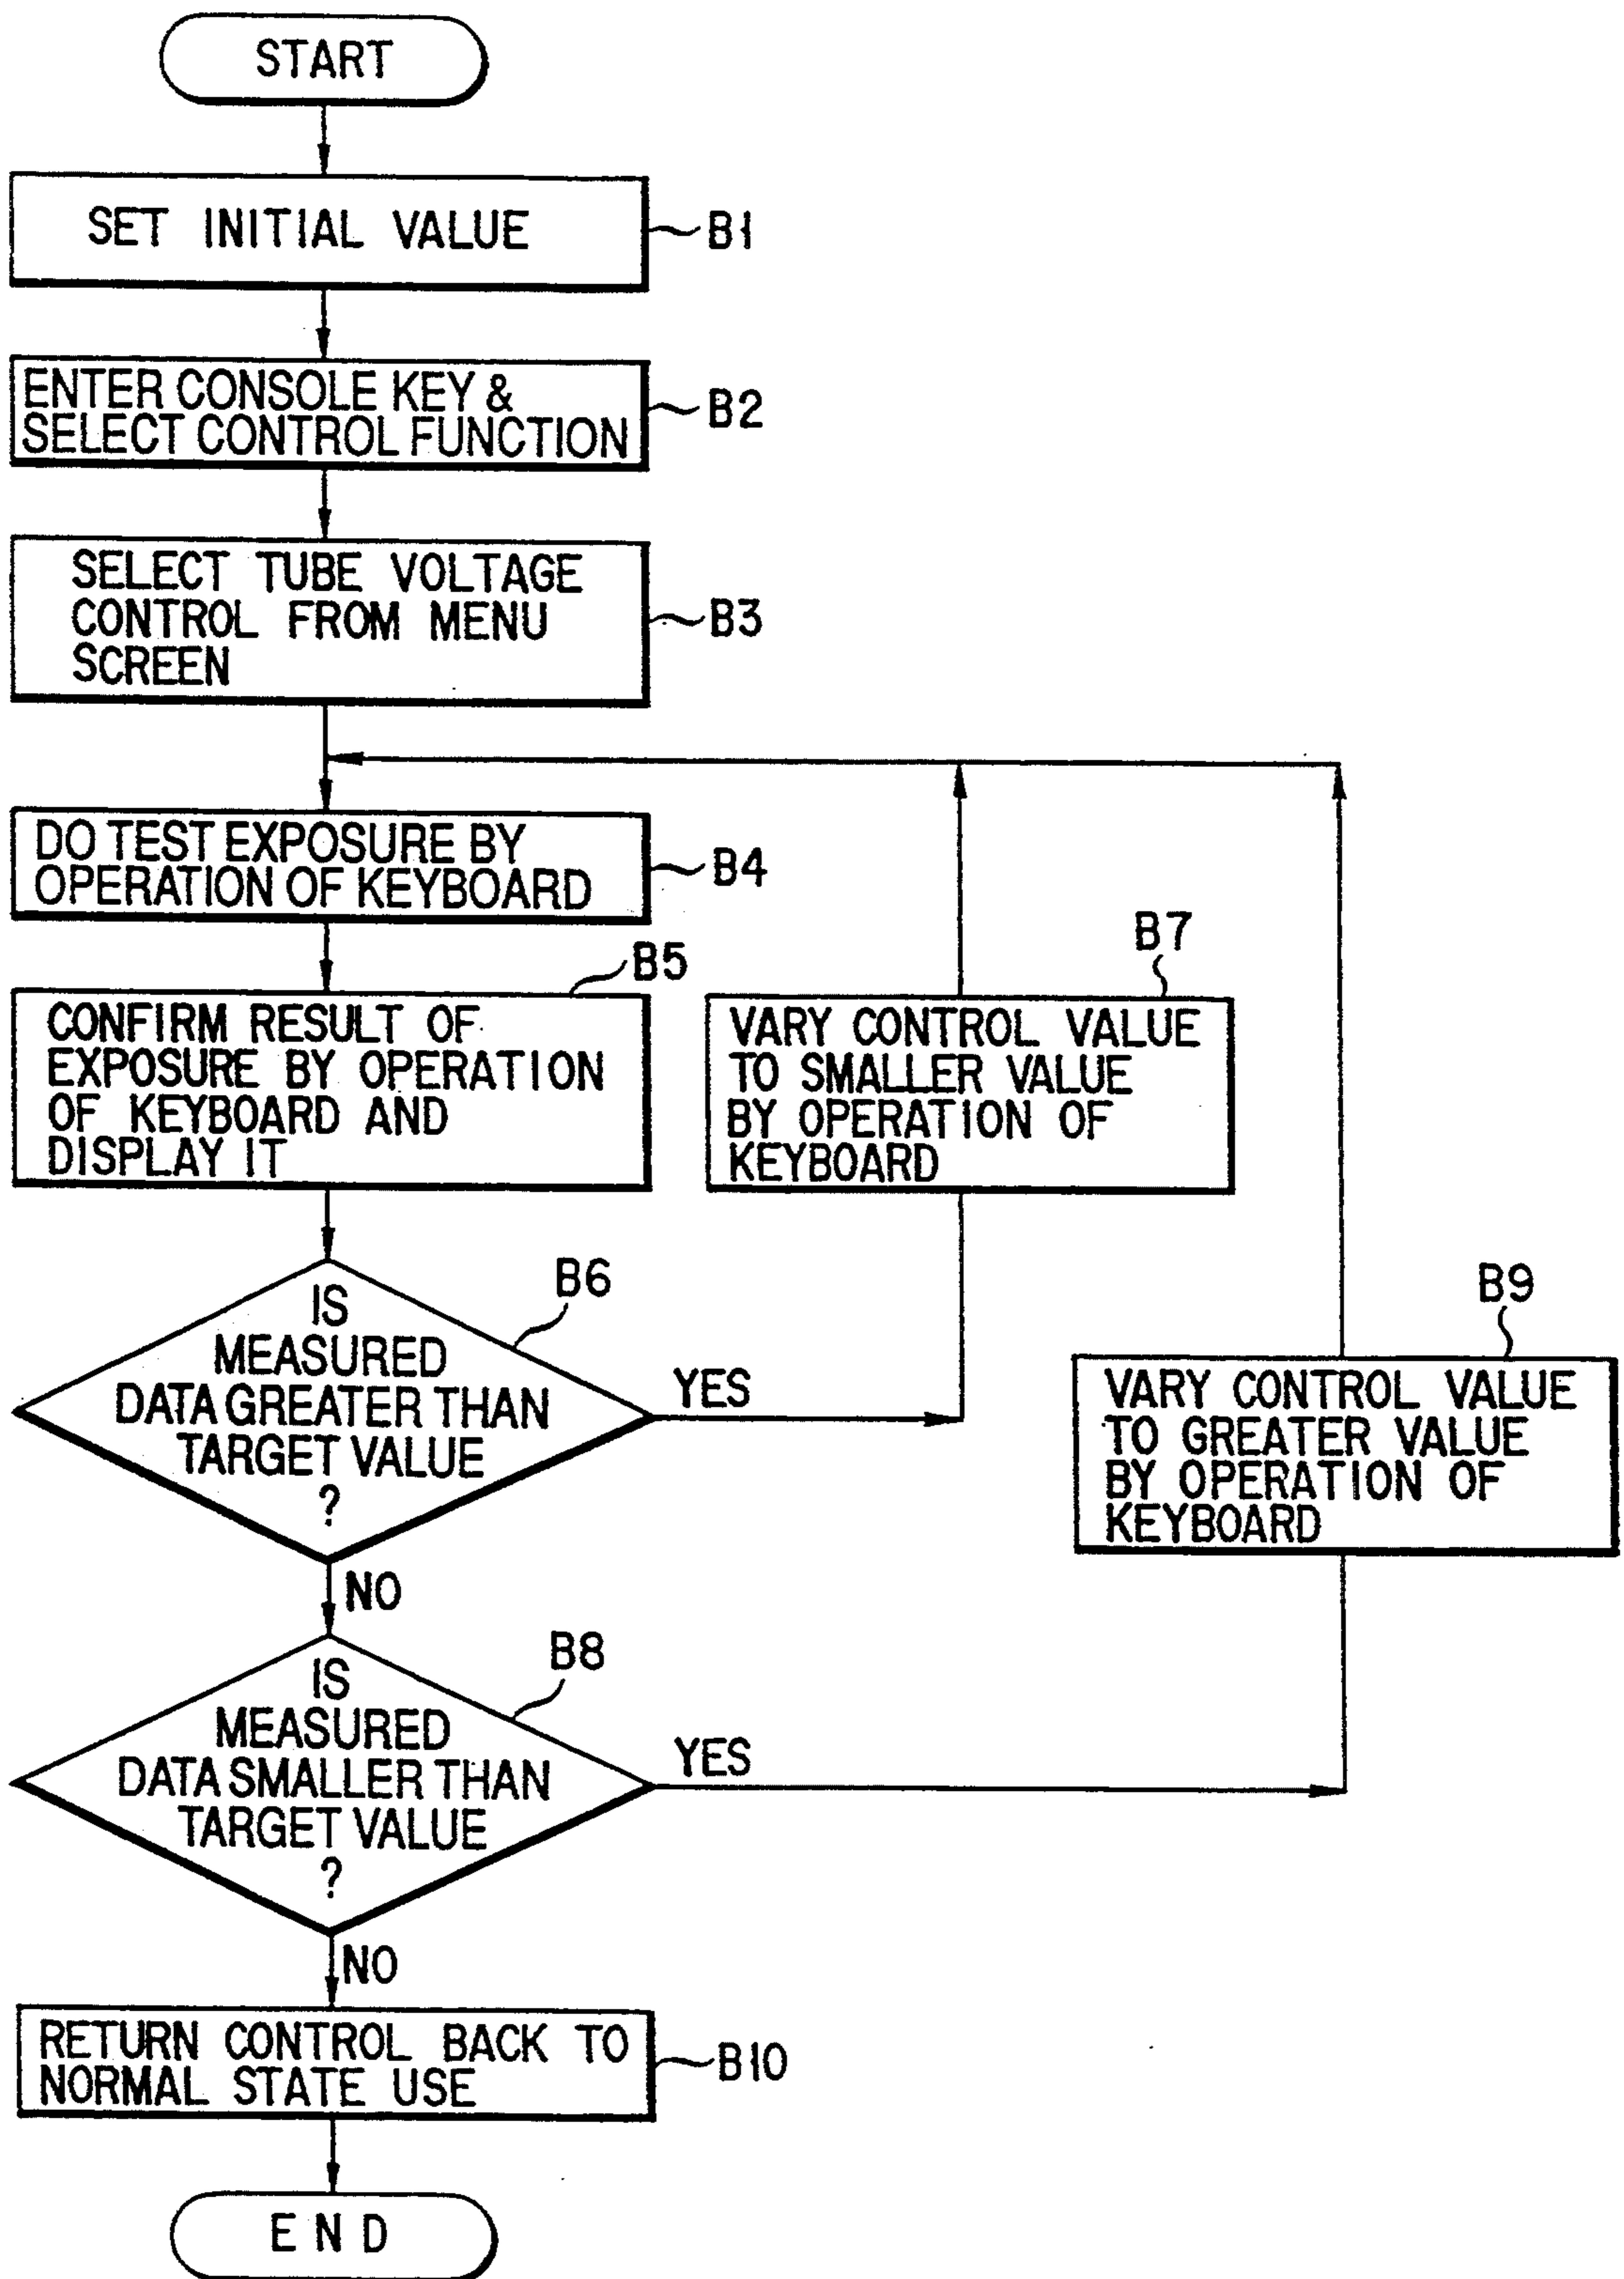 START
SET INITIAL VALUE
B1
ENTER CONSOLE KEY &
SELECT CONTROL FUNCTION
B2
SELECT TUBE VOLTAGE
CONTROL FROM MENU
SCREEN
B3
DO TEST EXPOSURE BY
OPERATION OF KEYBOARD
B4
B5
CONFIRM RESULT OF
EXPOSURE BY OPERATION
OF KEYBOARD AND
DISPLAY IT
B7
VARY CONTROL VALUE
TO SMALLER VALUE
BY OPERATION OF
KEYBOARD
B6
IS
MEASURED
DATA GREATER THAN
TARGET VALUE
?
YES
NO
B9
VARY CONTROL VALUE
TO GREATER VALUE
BY OPERATION OF
KEYBOARD
B8
IS
MEASURED
DATA SMALLER THAN
TARGET VALUE
?
YES
NO
RETURN CONTROL BACK TO
NORMAL STATE USE
B10
END